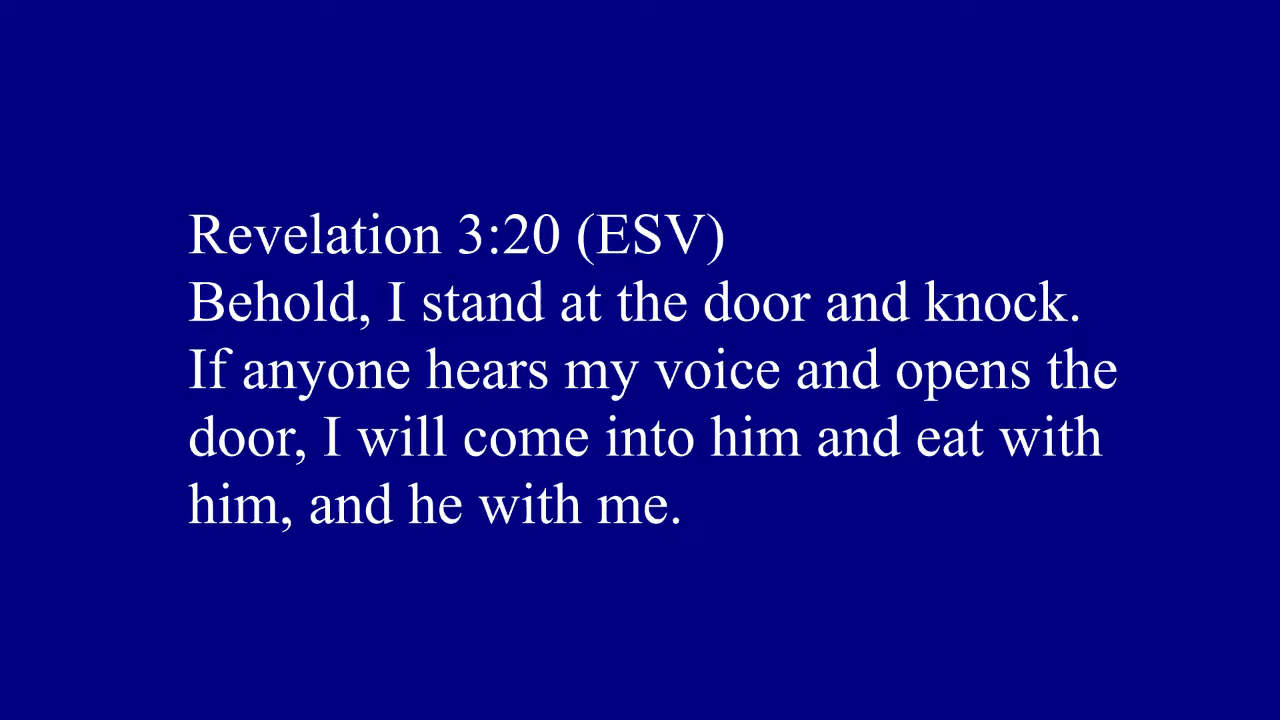 Revelation 3:20 (ESV)
Behold, I stand at the door and knock.
If anyone hears my voice and opens the
door, I will come into him and eat with
him, and he with me.